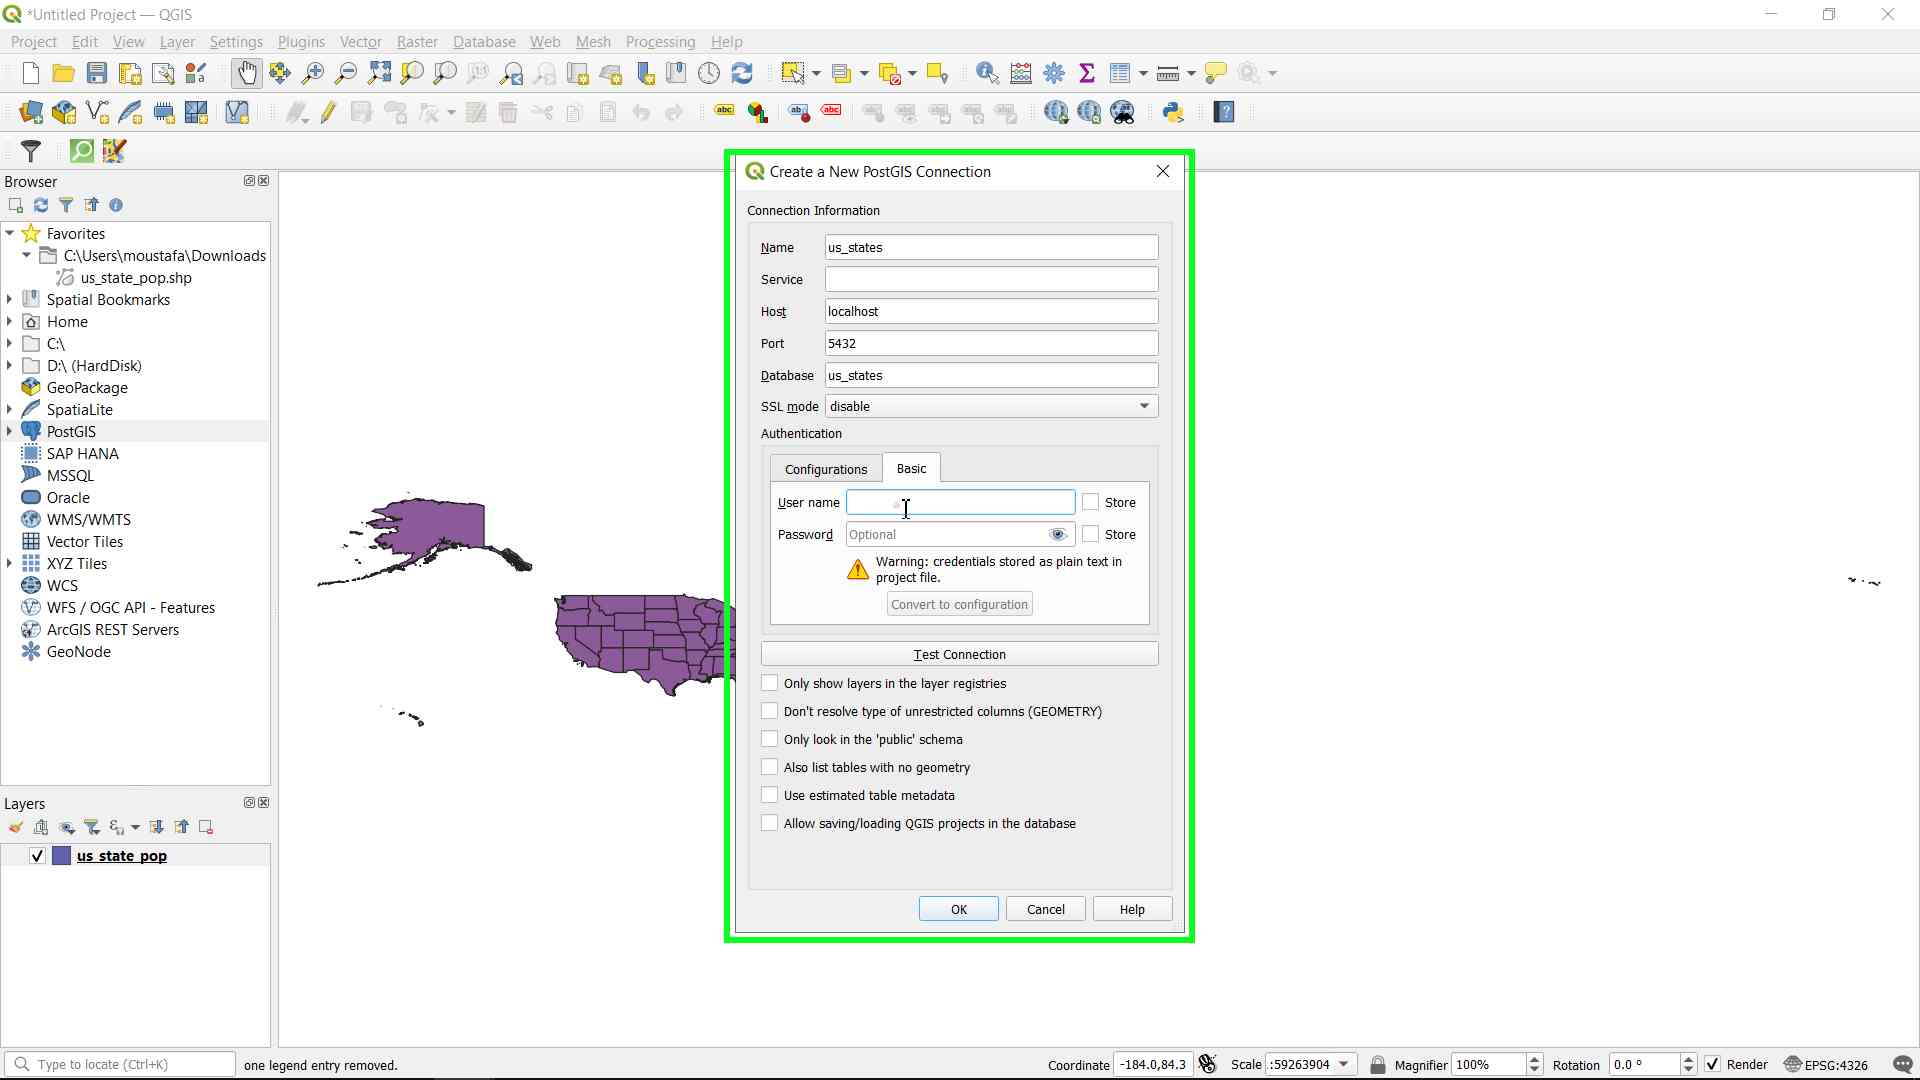 *Untitled Project — QGIS
Project Edit View Layer Settings Plugins Vector Raster Database Web Mesh Processing Help
Browser
Favorites
C:\Users\moustafa\Downloads
us_state_pop.shp
Spatial Bookmarks
Home
C:\
D:\ (HardDisk)
GeoPackage
SpatiaLite
PostGIS
SAP HANA
MSSQL
Oracle
WMS/WMTS
Vector Tiles
XYZ Tiles
WCS
WFS / OGC API - Features
ArcGIS REST Servers
GeoNode
Layers
us_state_pop
Create a New PostGIS Connection
Connection Information
Name us_states
Service
Host localhost
Port 5432
Database us_states
SSL mode disable
Authentication
Configurations Basic
User name Store
Password Optional Store
Warning: credentials stored as plain text in
project file.
Convert to configuration
Test Connection
Only show layers in the layer registries
Don't resolve type of unrestricted columns (GEOMETRY)
Only look in the 'public' schema
Also list tables with no geometry
Use estimated table metadata
Allow saving/loading QGIS projects in the database
OK Cancel Help
Type to locate (Ctrl+K) one legend entry removed. Coordinate -184.0,84.3 Scale :59263904 Magnifier 100% Rotation 0.0 ° Render EPSG:4326